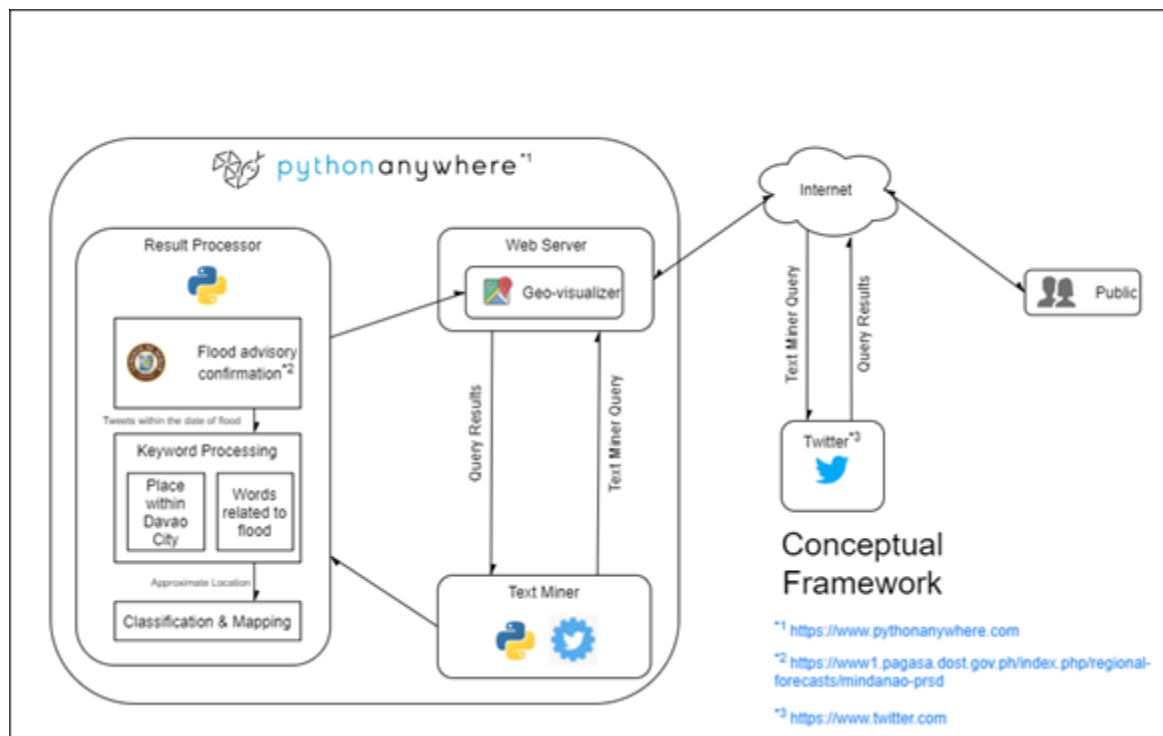 pythonanywhere*1
Result Processor
Flood advisory
confirmation*2
Tweets within the date of flood
Keyword Processing
Place
within
Davao
City
Words
related to
flood
Approximate Location
Classification & Mapping
Web Server
Geo-visualizer
Query Results
Text Miner Query
Text Miner
Internet
Text Miner Query
Query Results
Public
Twitter*3
Conceptual
Framework
*1 https://www.pythonanywhere.com
*2 https://www1.pagasa.dost.gov.ph/index.php/regional-
forecasts/mindanao-prsd
*3 https://www.twitter.com